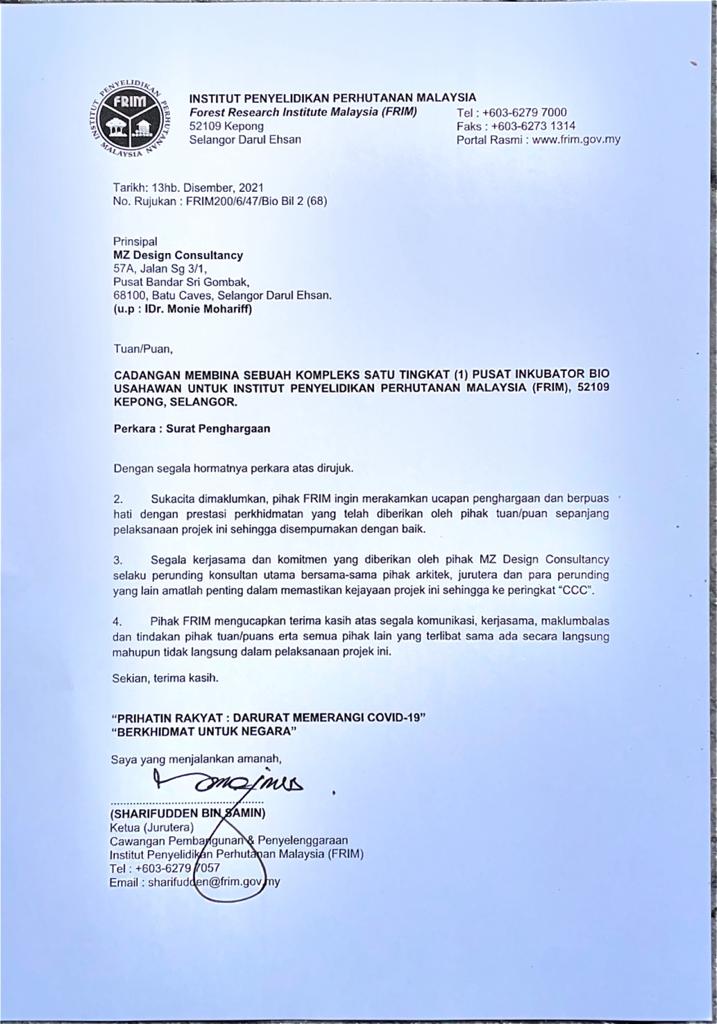 INSTITUT PENYELIDIKAN PERHUTANAN MALAYSIA
FRIM
INSTITUT PENYELIDIKAN PERHUTANAN MALAYSIA
Forest Research Institute Malaysia (FRIM)
52109 Kepong
Selangor Darul Ehsan
Tel : +603-6279 7000
Faks : +603-6273 1314
Portal Rasmi : www.frim.gov.my
Tarikh: 13hb. Disember, 2021
No. Rujukan : FRIM200/6/47/Bio Bil 2 (68)
Prinsipal
MZ Design Consultancy
57A, Jalan Sg 3/1,
Pusat Bandar Sri Gombak,
68100, Batu Caves, Selangor Darul Ehsan.
(u.p : IDr. Monie Mohariff)
Tuan/Puan,
CADANGAN MEMBINA SEBUAH KOMPLEKS SATU TINGKAT (1) PUSAT INKUBATOR BIO
USAHAWAN UNTUK INSTITUT PENYELIDIKAN PERHUTANAN MALAYSIA (FRIM), 52109
KEPONG, SELANGOR.
Perkara : Surat Penghargaan
Dengan segala hormatnya perkara atas dirujuk.
2. Sukacita dimaklumkan, pihak FRIM ingin merakamkan ucapan penghargaan dan berpuas
hati dengan prestasi perkhidmatan yang telah diberikan oleh pihak tuan/puan sepanjang
pelaksanaan projek ini sehingga disempurnakan dengan baik.
3. Segala kerjasama dan komitmen yang diberikan oleh pihak MZ Design Consultancy
selaku perunding konsultan utama bersama-sama pihak arkitek, jurutera dan para perunding
yang lain amatlah penting dalam memastikan kejayaan projek ini sehingga ke peringkat “CCC”.
4. Pihak FRIM mengucapkan terima kasih atas segala komunikasi, kerjasama, maklumbalas
dan tindakan pihak tuan/puans erta semua pihak lain yang terlibat sama ada secara langsung
mahupun tidak langsung dalam pelaksanaan projek ini.
Sekian, terima kasih.
“PRIHATIN RAKYAT : DARURAT MEMERANGI COVID-19”
“BERKHIDMAT UNTUK NEGARA”
Saya yang menjalankan amanah,
(SHARIFUDDEN BIN SAMIN)
Ketua (Jurutera)
Cawangan Pembangunan & Penyelenggaraan
Institut Penyelidikan Perhutanan Malaysia (FRIM)
Tel : +603-6279 7057
Email : sharifudden@frim.gov.my